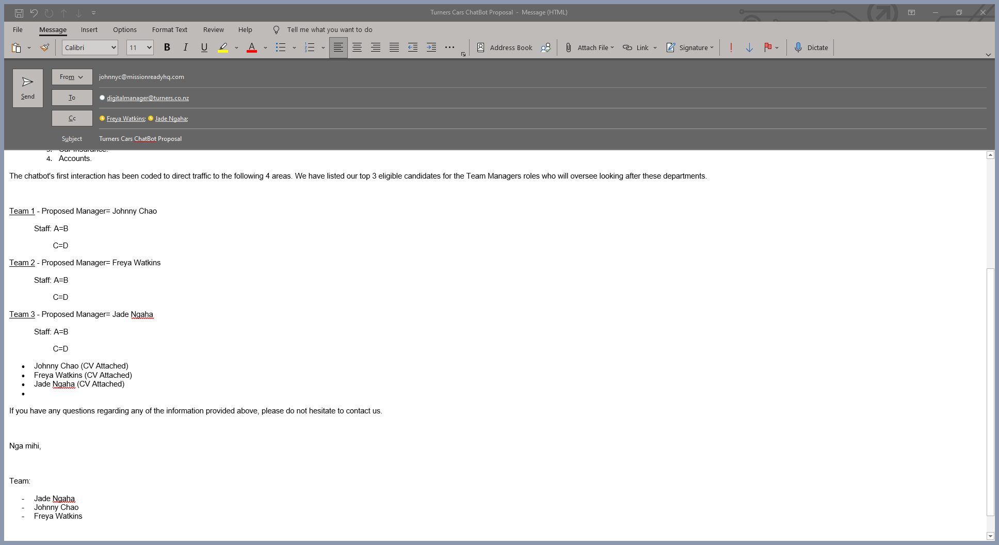 Turners Cars ChatBot Proposal - Message (HTML)
File Message Insert Options Format Text Review Help Tell me what you want to do
Calibri 11 B I U A Address Book Attach File Link Signature Dictate
Send
From johnnyc@missionreadyhq.com
To digitalmanager@turners.co.nz
Cc Freya Watkins; Jade Ngaha;
Subject Turners Cars ChatBot Proposal
3. Car Insurance.
4. Accounts.
The chatbot's first interaction has been coded to direct traffic to the following 4 areas. We have listed our top 3 eligible candidates for the Team Managers roles who will oversee looking after these departments.
Team 1 - Proposed Manager= Johnny Chao
Staff: A=B
C=D
Team 2 - Proposed Manager= Freya Watkins
Staff: A=B
C=D
Team 3 - Proposed Manager= Jade Ngaha
Staff: A=B
C=D
• Johnny Chao (CV Attached)
• Freya Watkins (CV Attached)
• Jade Ngaha (CV Attached)
•
If you have any questions regarding any of the information provided above, please do not hesitate to contact us.
Nga mihi,
Team:
- Jade Ngaha
- Johnny Chao
- Freya Watkins